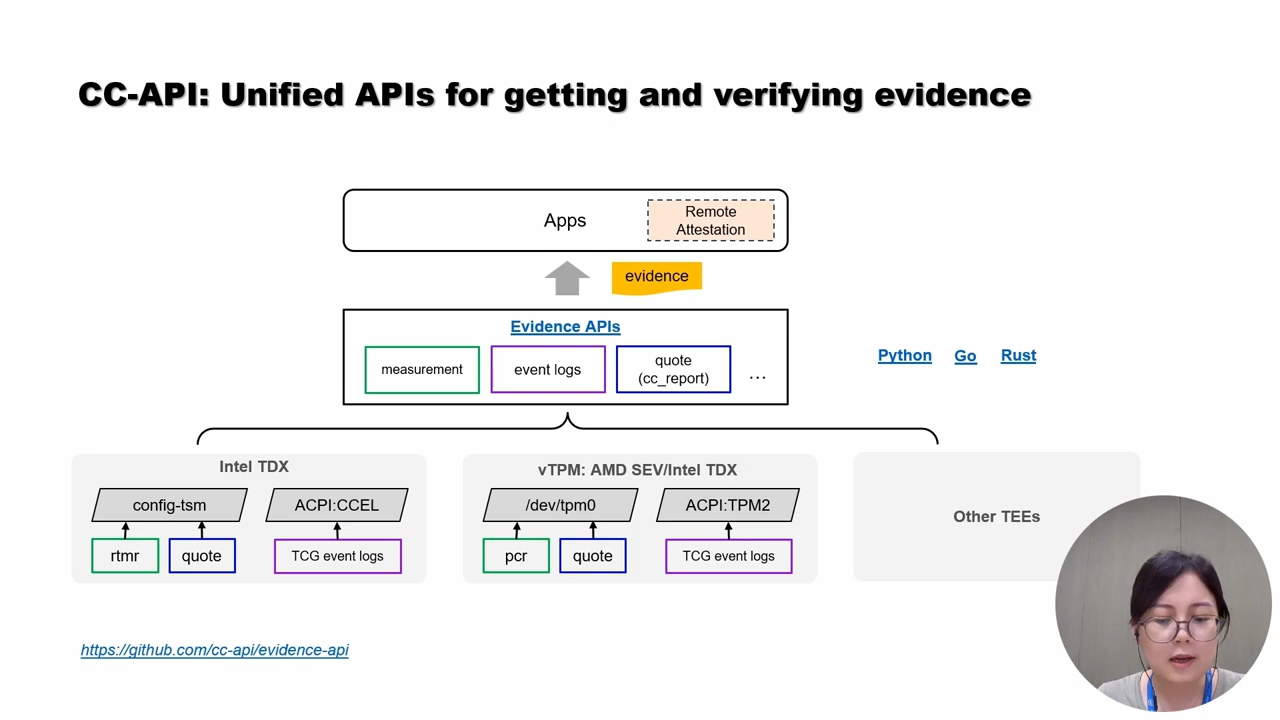 CC-API: Unified APIs for getting and verifying evidence
Apps
Remote
Attestation
evidence
Evidence APIs
measurement
event logs
quote
(cc_report)
...
Python
Go
Rust
Intel TDX
config-tsm
ACPI:CCEL
rtmr
quote
TCG event logs
vTPM: AMD SEV/Intel TDX
/dev/tpm0
ACPI:TPM2
pcr
quote
TCG event logs
Other TEEs
https://github.com/cc-api/evidence-api